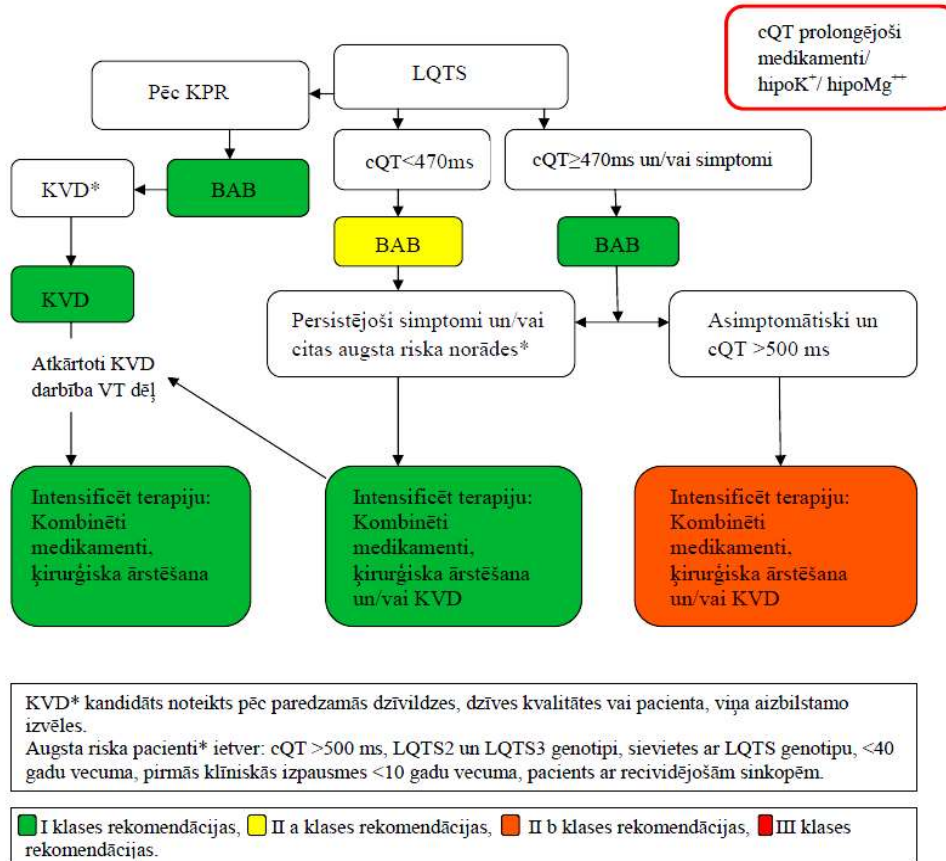 cQT prolongējoši
medikamenti/
hipoK⁺/ hipoMg⁺⁺
LQTS
Pēc KPR
cQT<470ms
cQT≥470ms un/vai simptomi
KVD*
BAB
BAB
BAB
KVD
Persistējoši simptomi un/vai
citas augsta riska norādes*
Asimptomātiski un
cQT >500 ms
Atkārtoti KVD
darbība VT dēļ
Intensificēt terapiju:
Kombinēti
medikamenti,
ķirurģiska ārstēšana
Intensificēt terapiju:
Kombinēti
medikamenti,
ķirurģiska ārstēšana
un/vai KVD
Intensificēt terapiju:
Kombinēti
medikamenti,
ķirurģiska ārstēšana
un/vai KVD
KVD* kandidāts noteikts pēc paredzamās dzīvildzes, dzīves kvalitātes vai pacienta, viņa aizbilstamo
izvēles.
Augsta riska pacienti* ietver: cQT >500 ms, LQTS2 un LQTS3 genotipi, sievietes ar LQTS genotipu, <40
gadu vecuma, pirmās klīniskās izpausmes <10 gadu vecuma, pacients ar recividējošām sinkopēm.
I klases rekomendācijas, II a klases rekomendācijas, II b klases rekomendācijas, III klases
rekomendācijas.